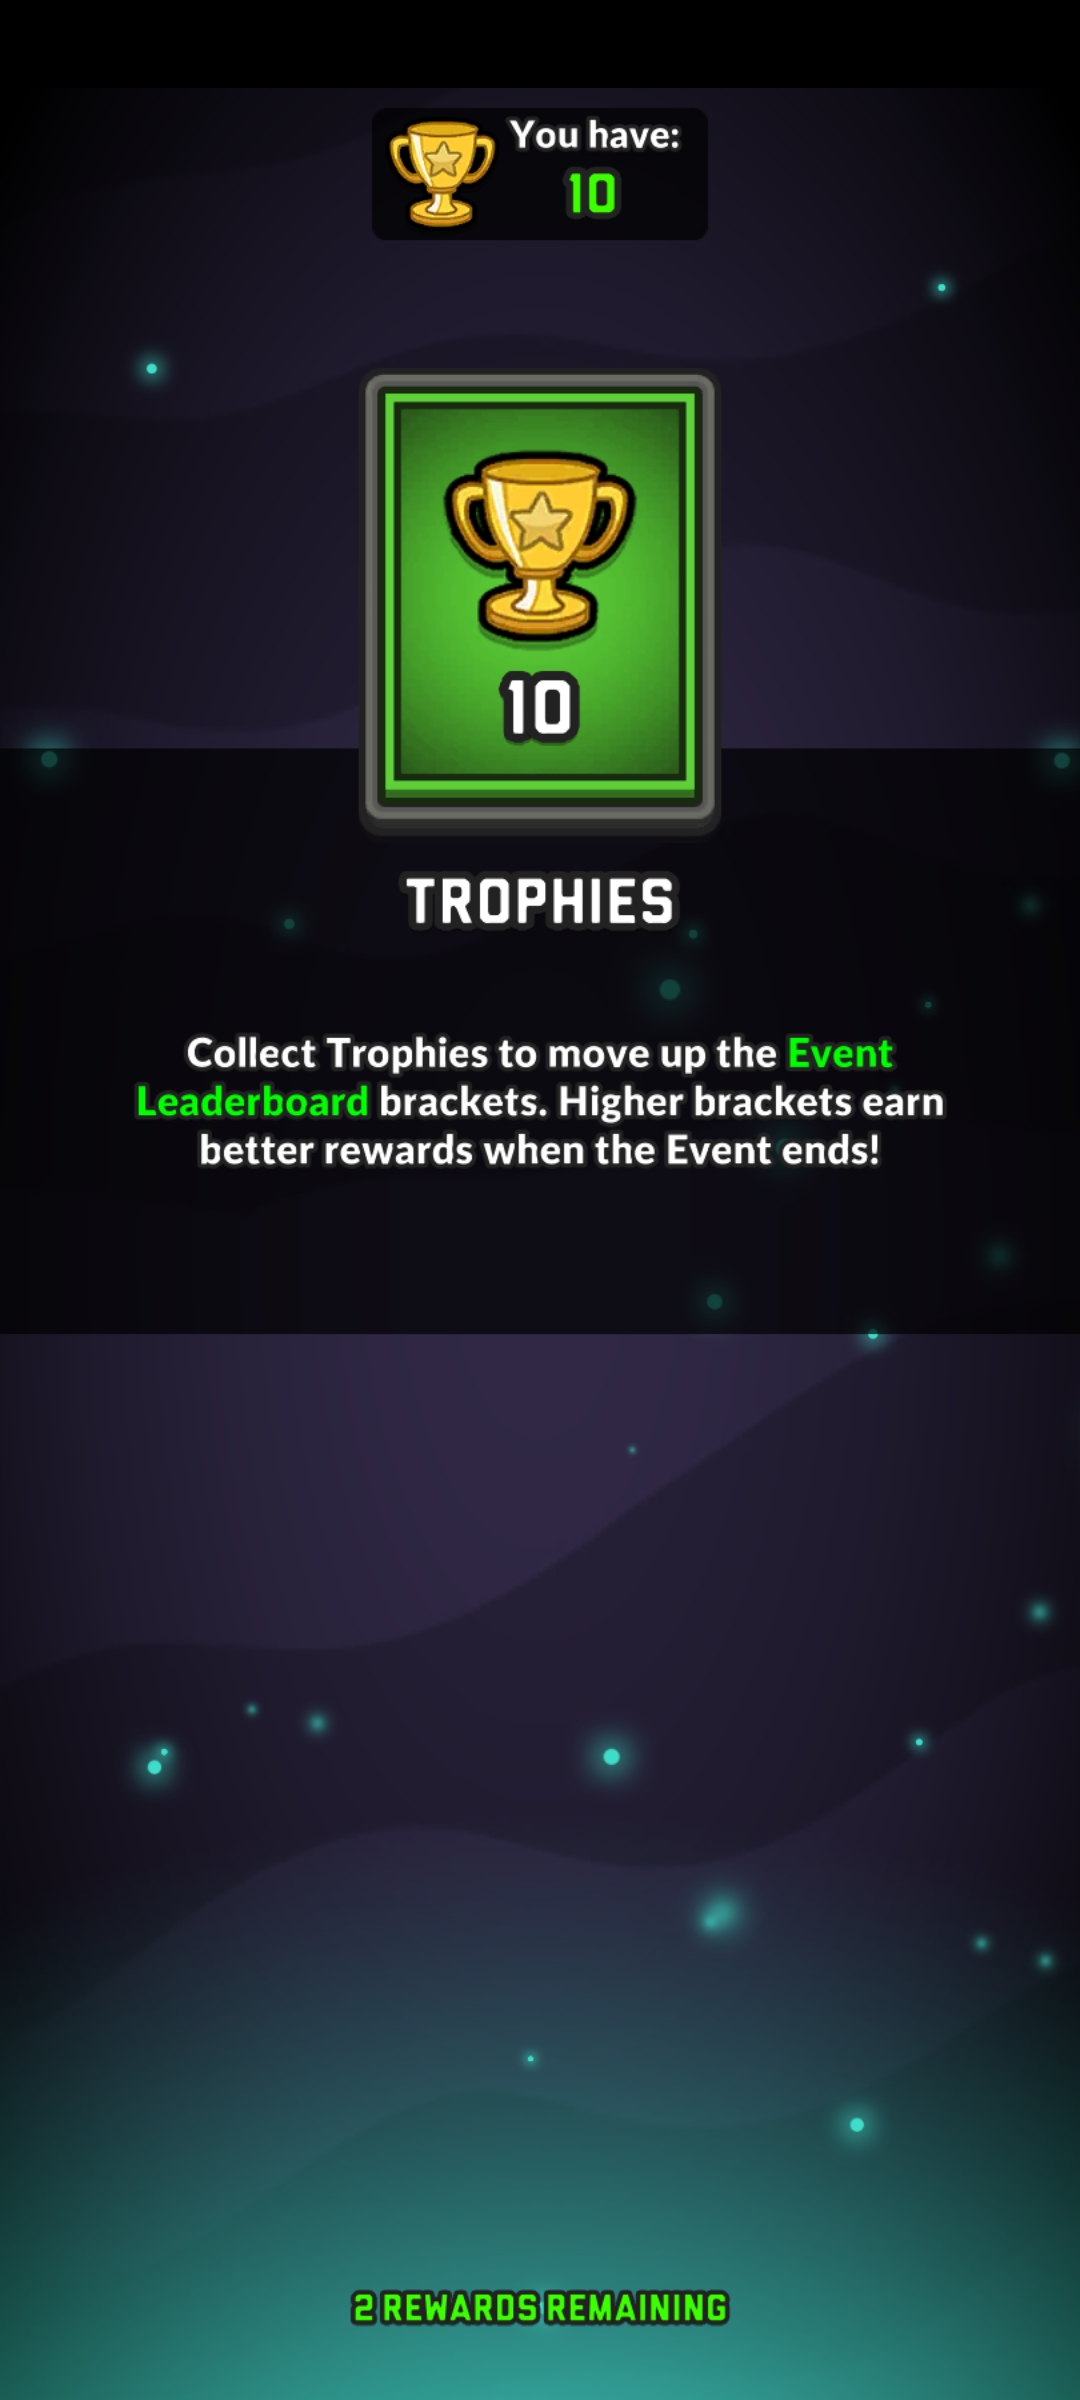 You have:
10
10
TROPHIES
Collect Trophies to move up the Event
Leaderboard brackets. Higher brackets earn
better rewards when the Event ends!
2 REWARDS REMAINING